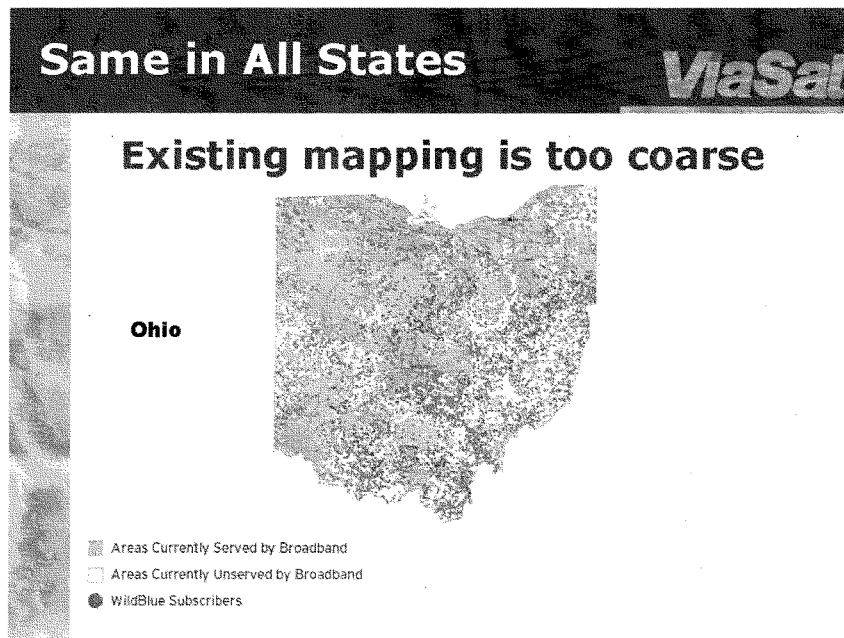 Same in All States
ViaSat
Existing mapping is too coarse
Ohio
Areas Currently Served by Broadband
Areas Currently Unserved by Broadband
WildBlue Subscribers